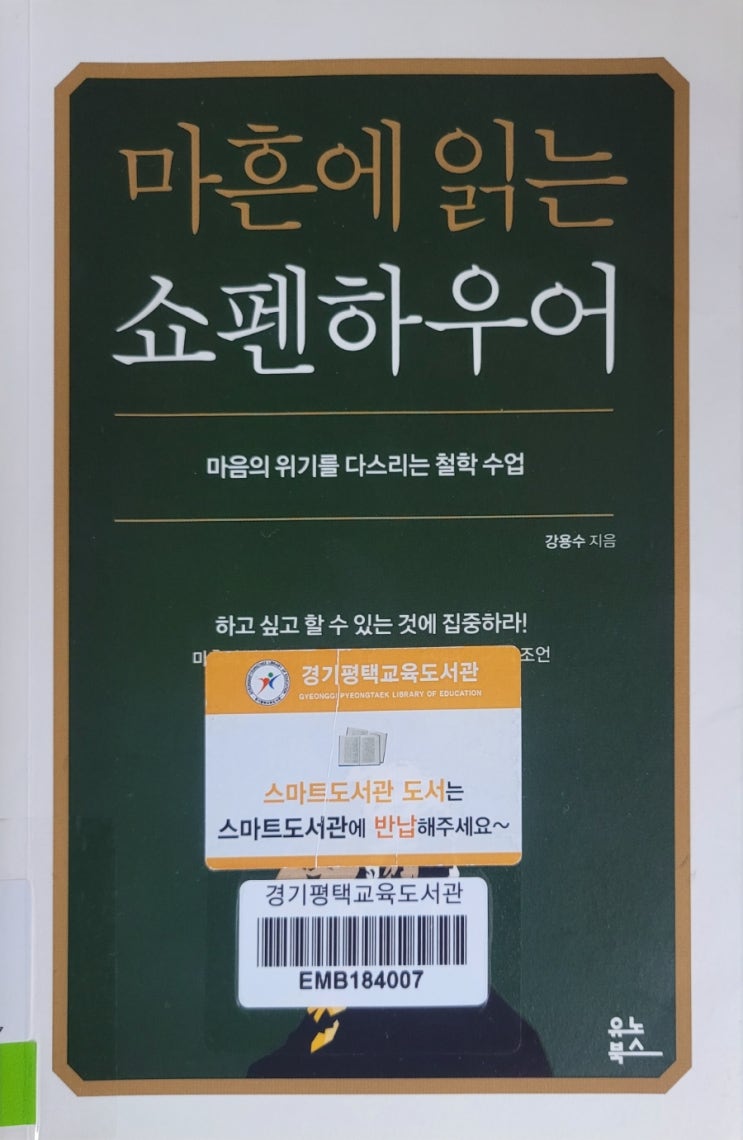 마흔에 읽는
쇼펜하우어
마음의 위기를 다스리는 철학 수업
강용수 지음
하고 싶고 할 수 있는 것에 집중하라!
조언
경기평택교육도서관
GYEONGGI PYEONGTAEK LIBRARY OF EDUCATION
스마트도서관 도서는
스마트도서관에 반납해주세요~
경기평택교육도서관
EMB184007
유노
북스